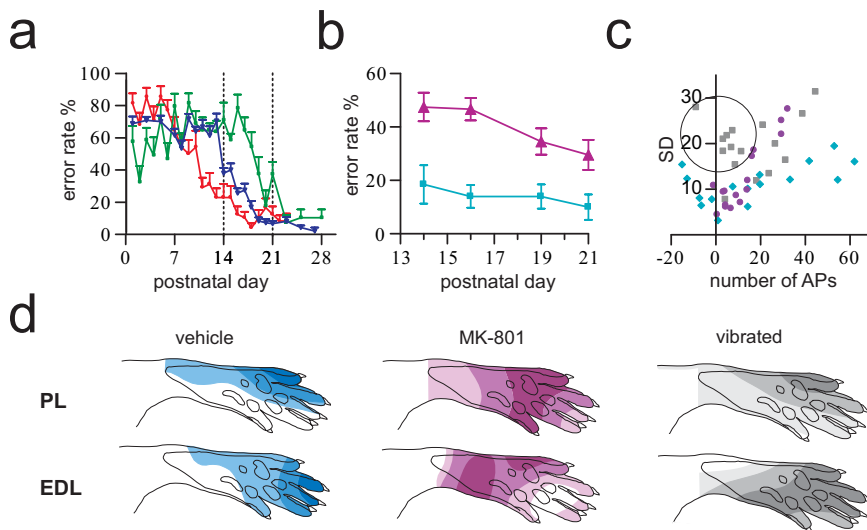 a
b
c
error rate %
100
80
60
40
20
0
0
7
14
21
28
postnatal day
error rate %
60
40
20
0
13
15
17
19
21
postnatal day
SD
30
20
10
-20
0
20
40
60
number of APs
d
vehicle
MK-801
vibrated
PL
EDL